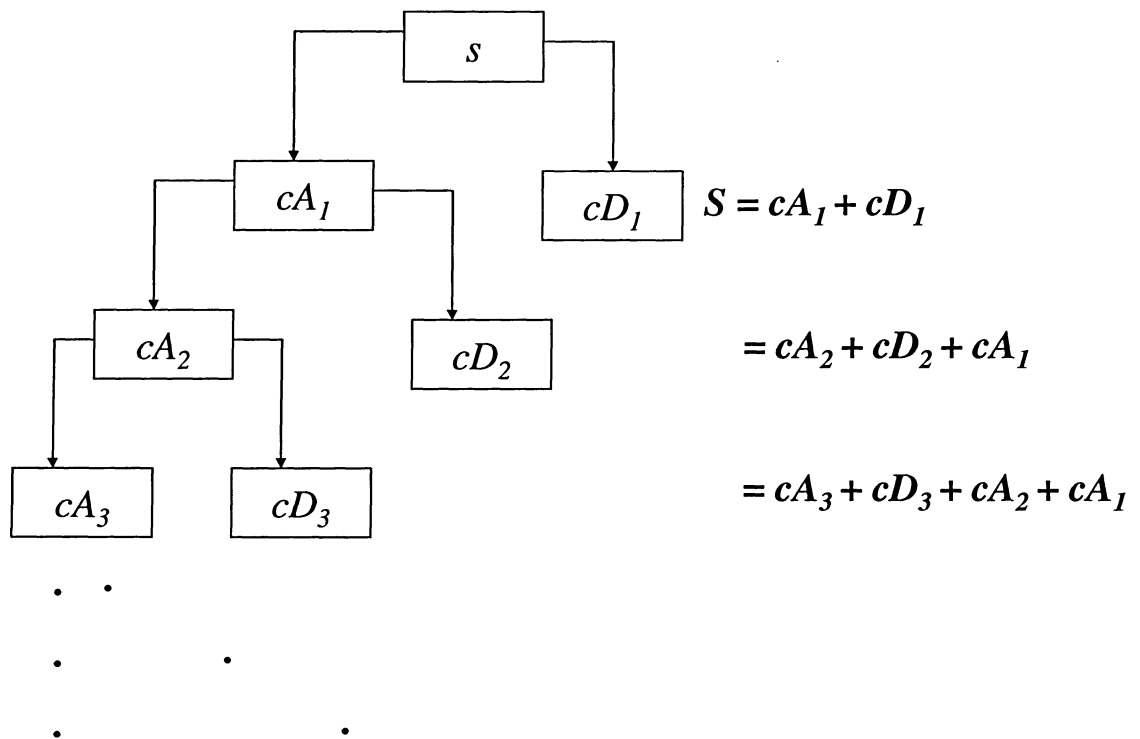 s
cA₁
cD₁ S = cA₁ + cD₁
cA₂
cD₂ = cA₂ + cD₂ + cA₁
cA₃ cD₃ = cA₃ + cD₃ + cA₂ + cA₁